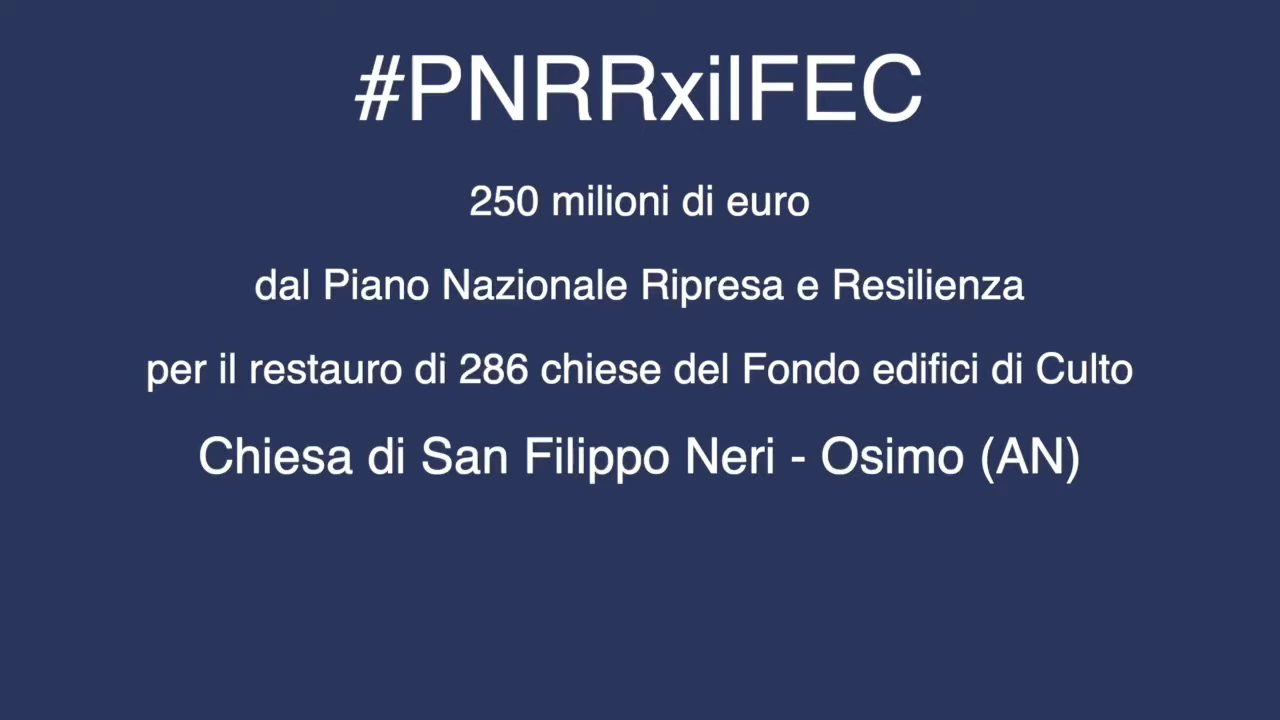 #PNRRxilFEC
250 milioni di euro
dal Piano Nazionale Ripresa e Resilienza
per il restauro di 286 chiese del Fondo edifici di Culto
Chiesa di San Filippo Neri - Osimo (AN)